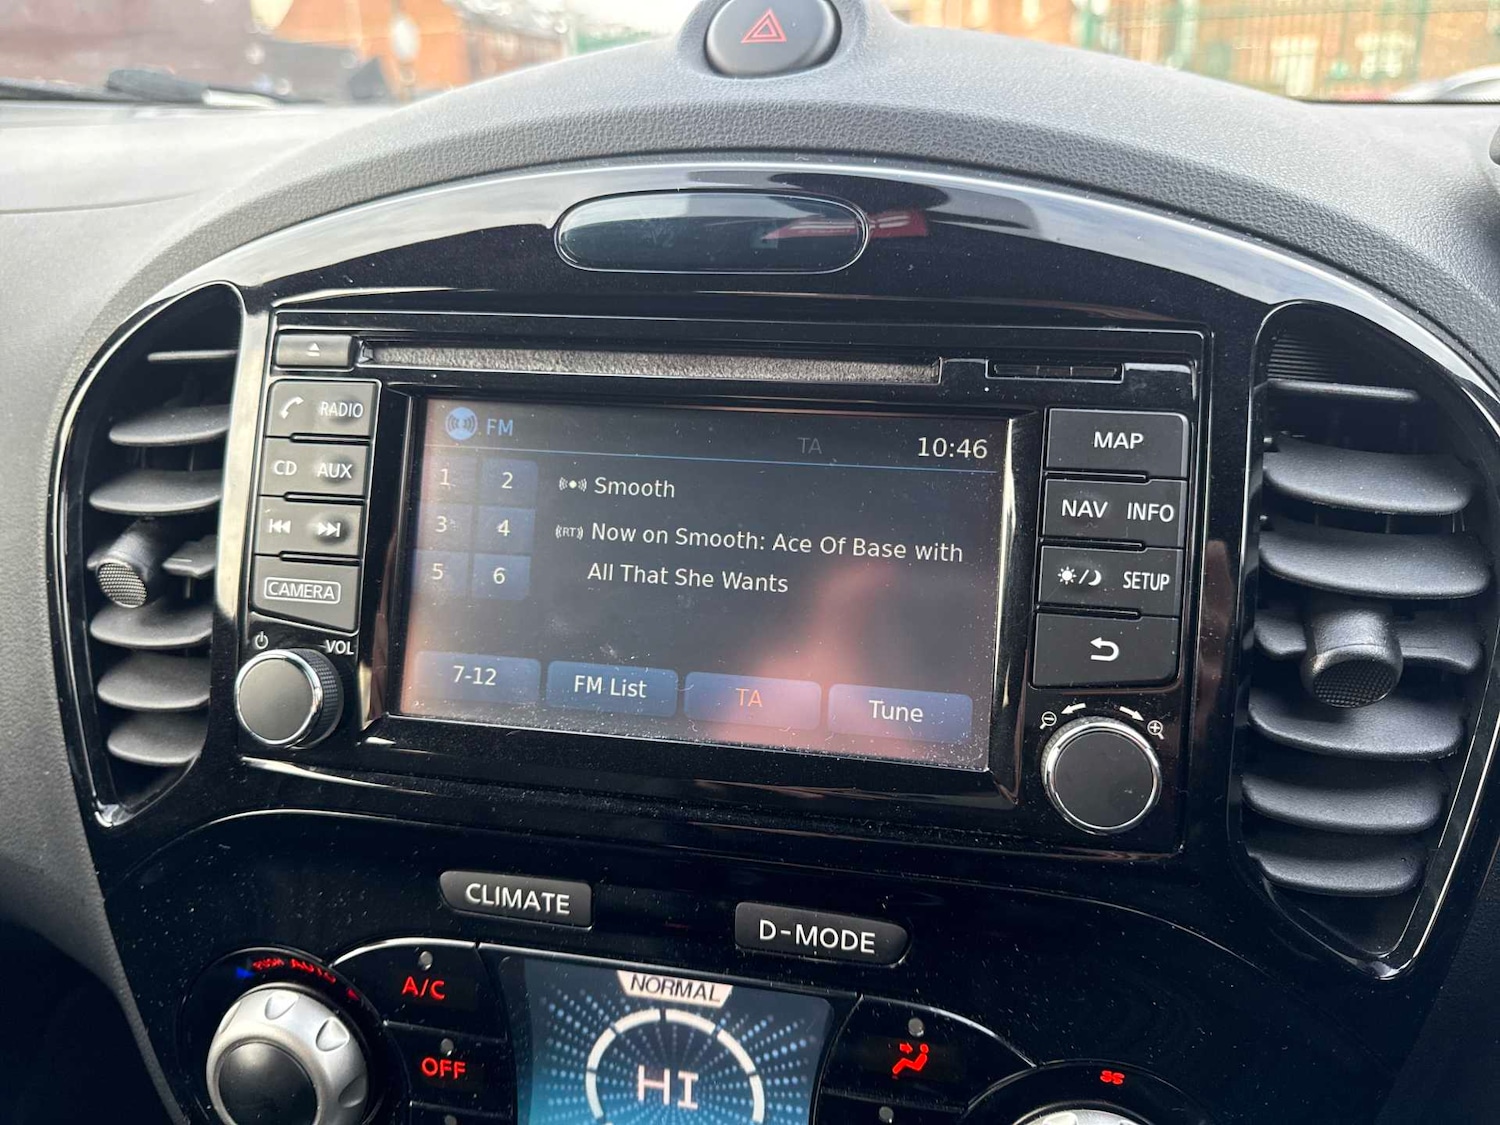 RADIO
CD AUX
CAMERA
VOL
FM TA 10:46
1 2 Smooth
3 4 ((RT)) Now on Smooth: Ace Of Base with
5 6 All That She Wants
7-12 FM List TA Tune
MAP
NAV INFO
SETUP
CLIMATE
D-MODE
AUTO
A/C
OFF
NORMAL
HI